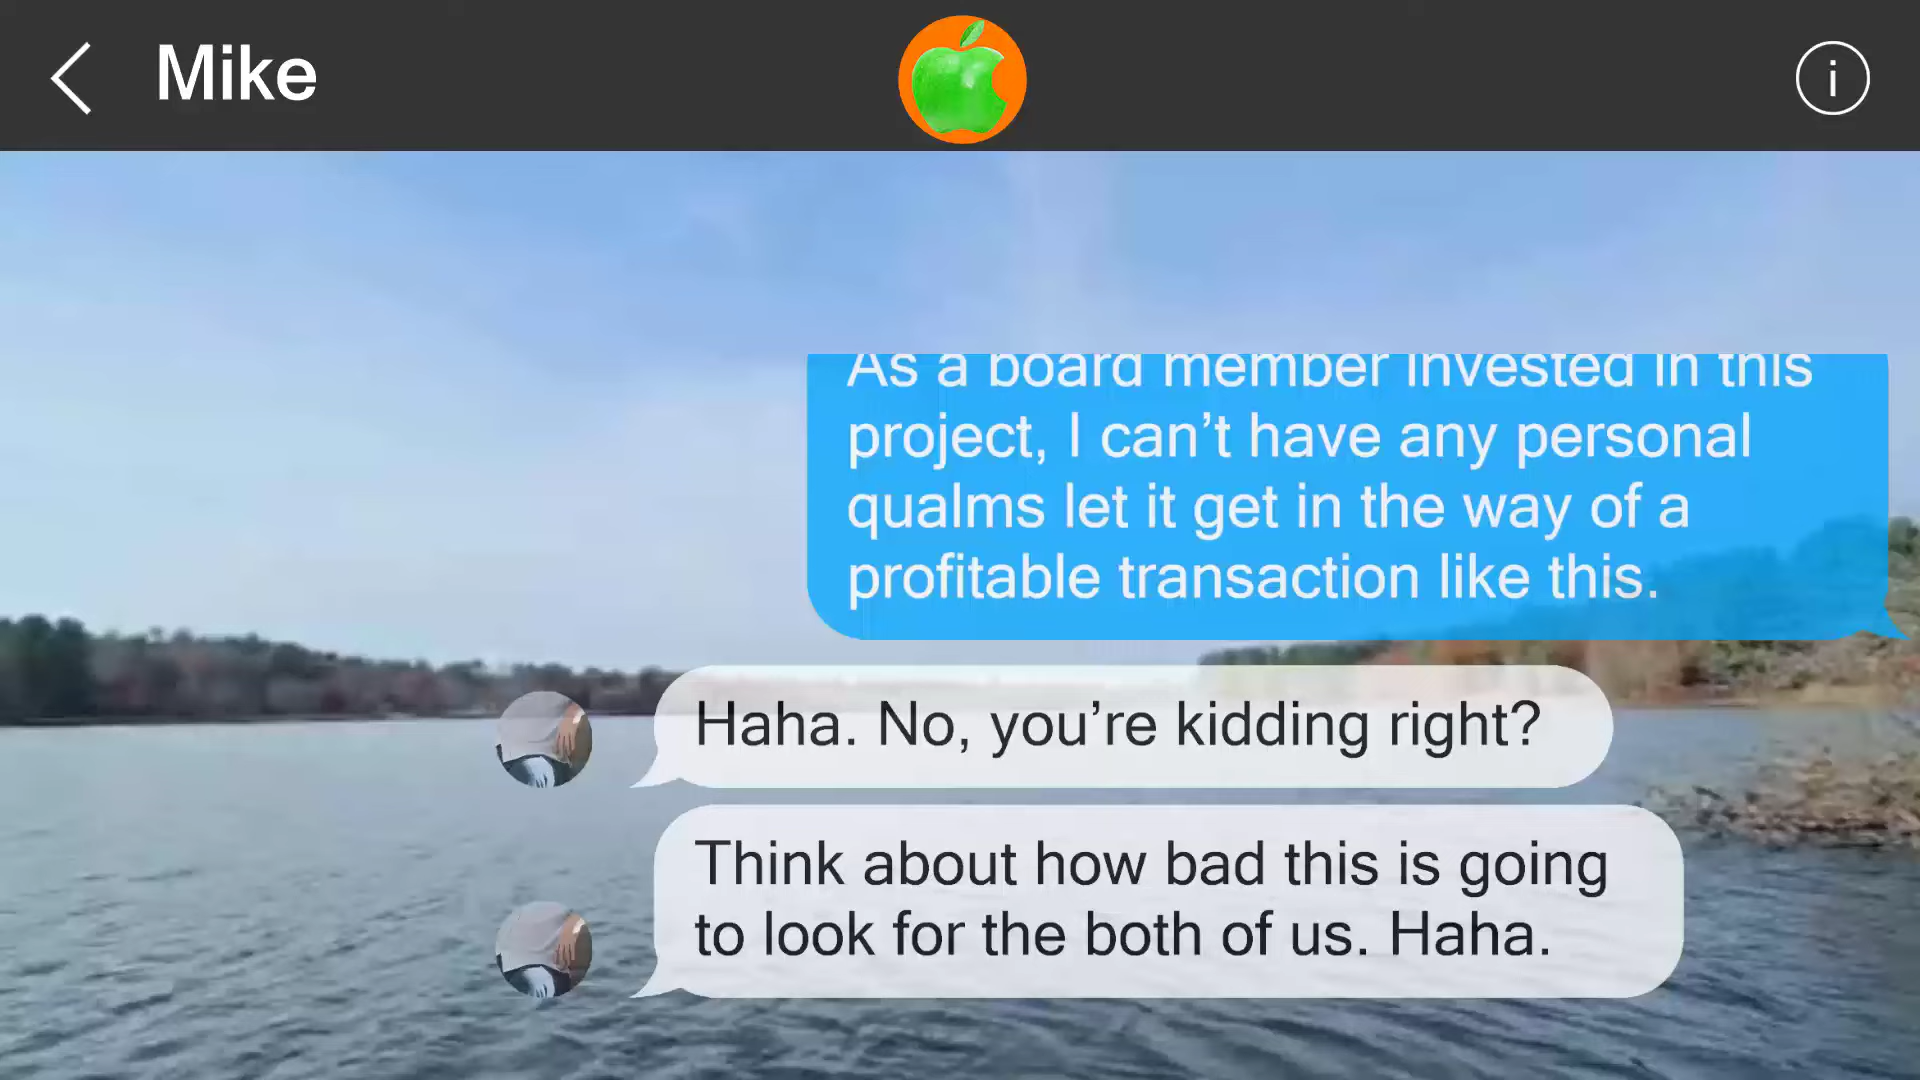 Mike
i
As a board member invested in this
project, I can’t have any personal
qualms let it get in the way of a
profitable transaction like this.
Haha. No, you’re kidding right?
Think about how bad this is going
to look for the both of us. Haha.